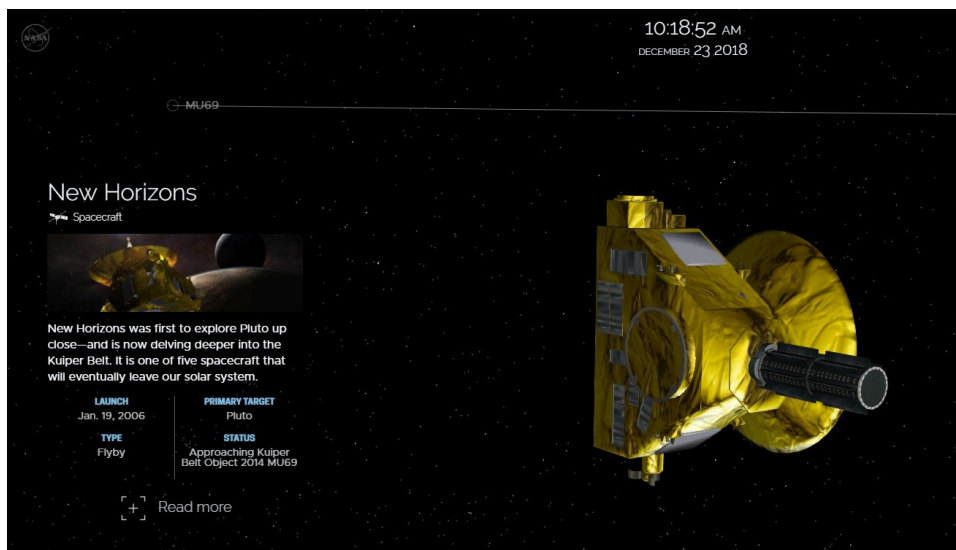 NASA
10:18:52 AM
DECEMBER 23 2018
MU69
New Horizons
Spacecraft
New Horizons was first to explore Pluto up
close—and is now delving deeper into the
Kuiper Belt. It is one of five spacecraft that
will eventually leave our solar system.
LAUNCH
Jan. 19, 2006
PRIMARY TARGET
Pluto
TYPE
Flyby
STATUS
Approaching Kuiper
Belt Object 2014 MU69
Read more